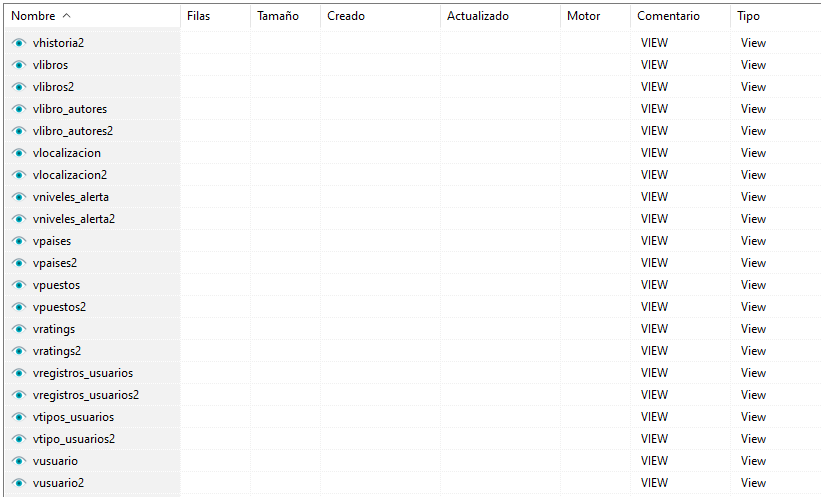 Nombre Filas Tamaño Creado Actualizado Motor Comentario Tipo
vhistoria2 VIEW View
vlibros VIEW View
vlibros2 VIEW View
vlibro_autores VIEW View
vlibro_autores2 VIEW View
vlocalizacion VIEW View
vlocalizacion2 VIEW View
vniveles_alerta VIEW View
vniveles_alerta2 VIEW View
vpaises VIEW View
vpaises2 VIEW View
vpuestos VIEW View
vpuestos2 VIEW View
vratings VIEW View
vratings2 VIEW View
vregistros_usuarios VIEW View
vregistros_usuarios2 VIEW View
vtipos_usuarios VIEW View
vtipo_usuarios2 VIEW View
vusuario VIEW View
vusuario2 VIEW View